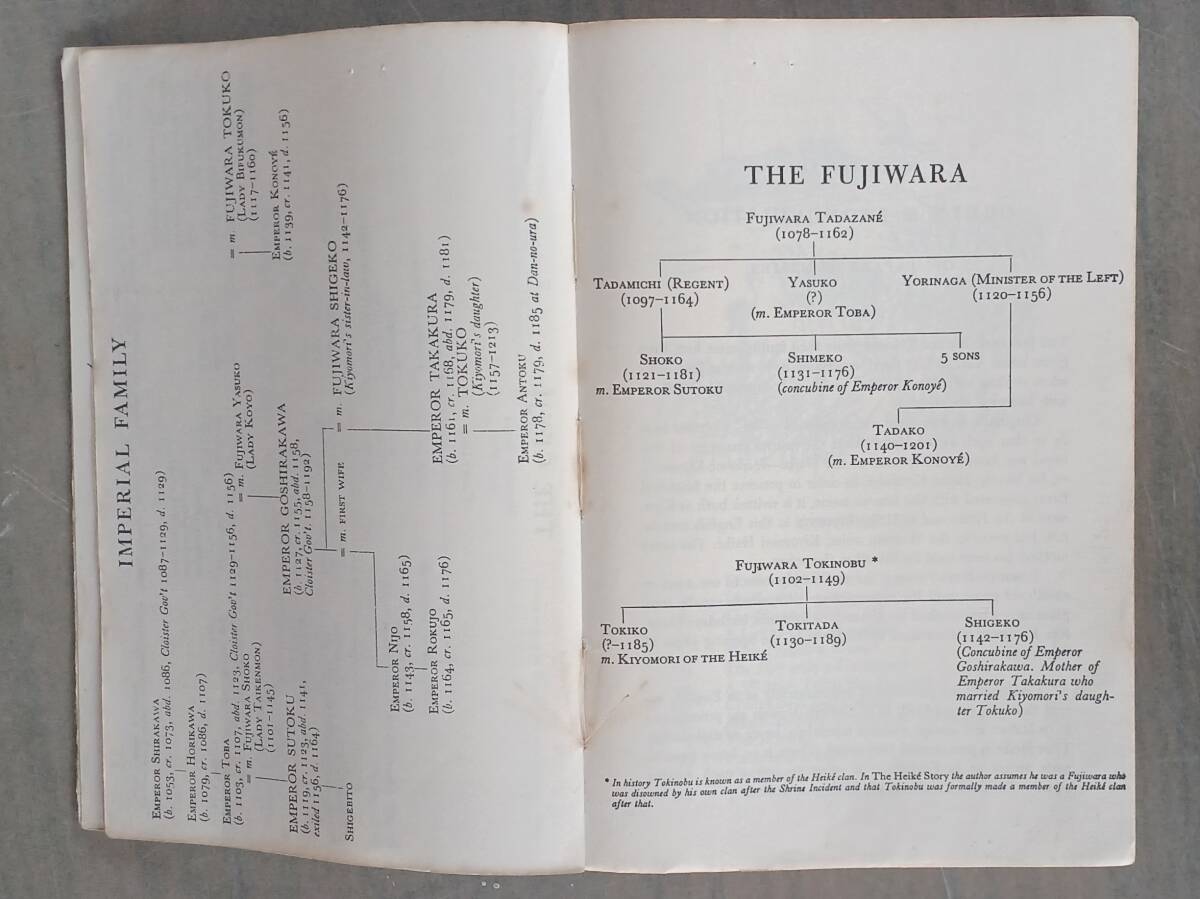 IMPERIAL FAMILY
EMPEROR SHIRAKAWA
(b. 1053, cr. 1073, abd. 1086, Cloister Gov't 1087–1129, d. 1129)
EMPEROR HORIKAWA
(b. 1079, cr. 1086, d. 1107)
EMPEROR TOBA
(b. 1103, cr. 1107, abd. 1123, Cloister Gov't 1129–1156, d. 1156)
= m. FUJIWARA SHOKO
(LADY TAIKENMON)
(1101–1145)
= m. FUJIWARA YASUKO
(LADY KOYO)
= m. FUJIWARA TOKUKO
(LADY BIFUKUMON)
(1117–1160)
EMPEROR KONOYÉ
(b. 1139, cr. 1141, d. 1156)
EMPEROR SUTOKU
(b. 1119, cr. 1123, abd. 1141,
exiled 1156, d. 1164)
SHIGEBITO
EMPEROR GOSHIRAKAWA
(b. 1127, cr. 1155, abd. 1158,
Cloister Gov't. 1158–1192)
= m. FIRST WIFE
= m. FUJIWARA SHIGEKO
(Kiyomori's sister-in-law, 1142–1176)
EMPEROR NIJO
(b. 1143, cr. 1158, d. 1165)
EMPEROR ROKUJO
(b. 1164, cr. 1165, d. 1176)
EMPEROR TAKAKURA
(b. 1161, cr. 1168, abd. 1179, d. 1181)
= m. TOKUKO
(Kiyomori's daughter)
(1157–1213)
EMPEROR ANTOKU
(b. 1178, cr. 1179, d. 1185 at Dan-no-ura)
THE FUJIWARA
FUJIWARA TADAZANÉ
(1078–1162)
TADAMICHI (REGENT)
(1097–1164)
YASUKO
(?)
(m. EMPEROR TOBA)
YORINAGA (MINISTER OF THE LEFT)
(1120–1156)
SHOKO
(1121–1181)
m. EMPEROR SUTOKU
SHIMEKO
(1131–1176)
(concubine of Emperor Konoyé)
5 SONS
TADAKO
(1140–1201)
(m. EMPEROR KONOYÉ)
FUJIWARA TOKINOBU *
(1102–1149)
TOKIKO
(?–1185)
m. KIYOMORI OF THE HEIKÉ
TOKITADA
(1130–1189)
SHIGEKO
(1142–1176)
(Concubine of Emperor
Goshirakawa. Mother of
Emperor Takakura who
married Kiyomori's daugh-
ter Tokuko)
* In history Tokinobu is known as a member of the Heiké clan. In The Heiké Story the author assumes he was a Fujiwara who
was disowned by his own clan after the Shrine Incident and that Tokinobu was formally made a member of the Heiké clan
after that.